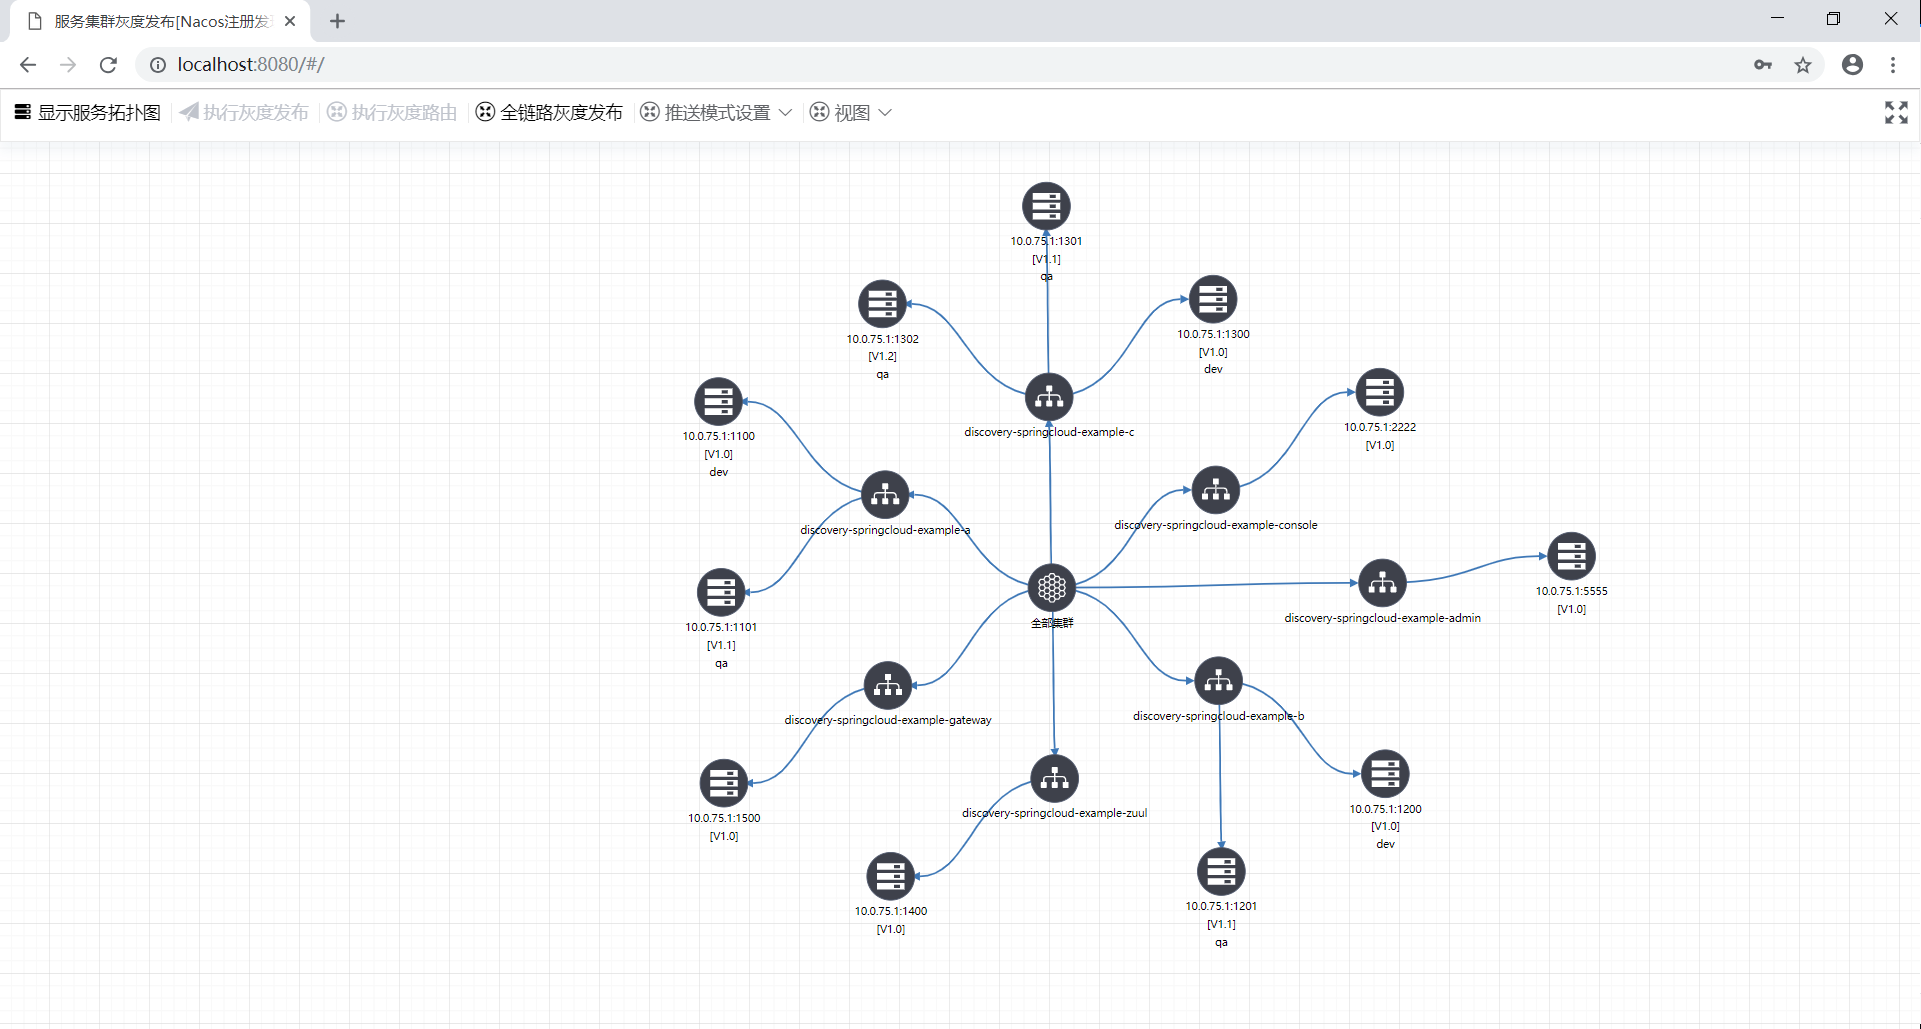 服务集群灰度发布[Nacos注册发
localhost:8080/#/
显示服务拓扑图
执行灰度发布
执行灰度路由
全链路灰度发布
推送模式设置
视图
10.0.75.1:1301
[V1.1]
qa
10.0.75.1:1302
[V1.2]
qa
10.0.75.1:1300
[V1.0]
dev
discovery-springcloud-example-c
10.0.75.1:2222
[V1.0]
10.0.75.1:1100
[V1.0]
dev
discovery-springcloud-example-a
discovery-springcloud-example-console
10.0.75.1:5555
[V1.0]
discovery-springcloud-example-admin
全部集群
10.0.75.1:1101
[V1.1]
qa
discovery-springcloud-example-gateway
discovery-springcloud-example-b
10.0.75.1:1500
[V1.0]
discovery-springcloud-example-zuul
10.0.75.1:1200
[V1.0]
dev
10.0.75.1:1400
[V1.0]
10.0.75.1:1201
[V1.1]
qa